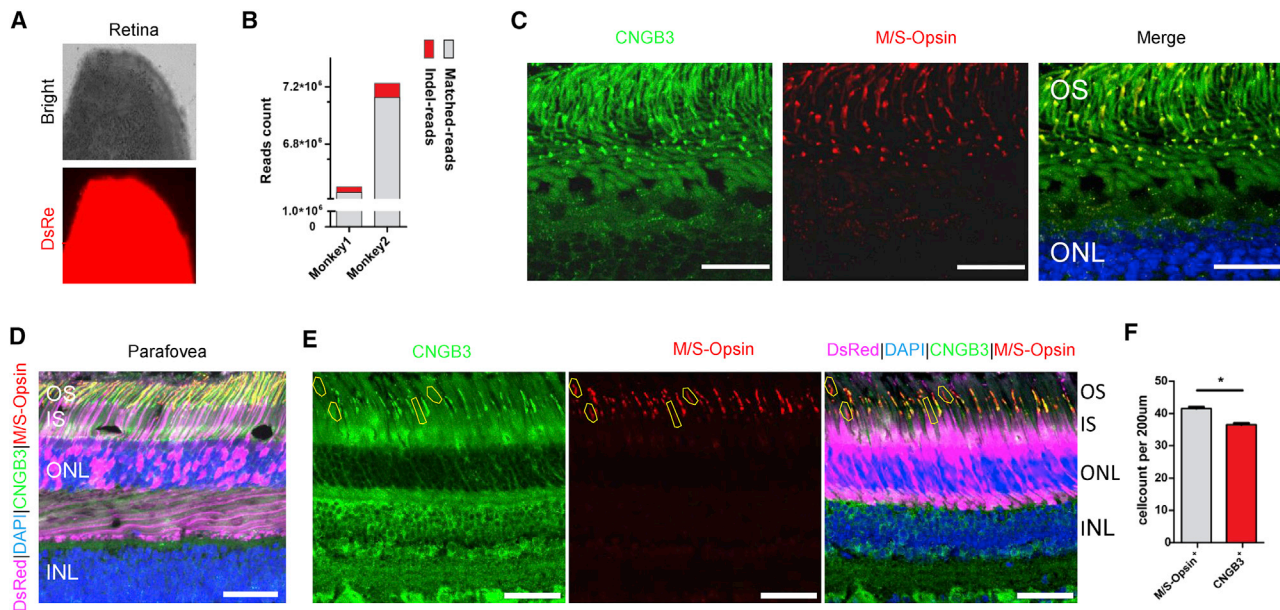 A
Retina
Bright
DsRe
B
Reads count
7.2*10⁶
6.8*10⁶
1.0*10⁶
0
Monkey1
Monkey2
Indel-reads
Matched-reads
C
CNGB3
M/S-Opsin
Merge
OS
ONL
D
Parafovea
DsRed|DAPI|CNGB3|M/S-Opsin
OS
IS
ONL
INL
E
CNGB3
M/S-Opsin
DsRed|DAPI|CNGB3|M/S-Opsin
OS
IS
ONL
INL
F
*
cellcount per 200um
50
40
30
20
10
0
M/S-Opsin⁺
CNGB3⁺